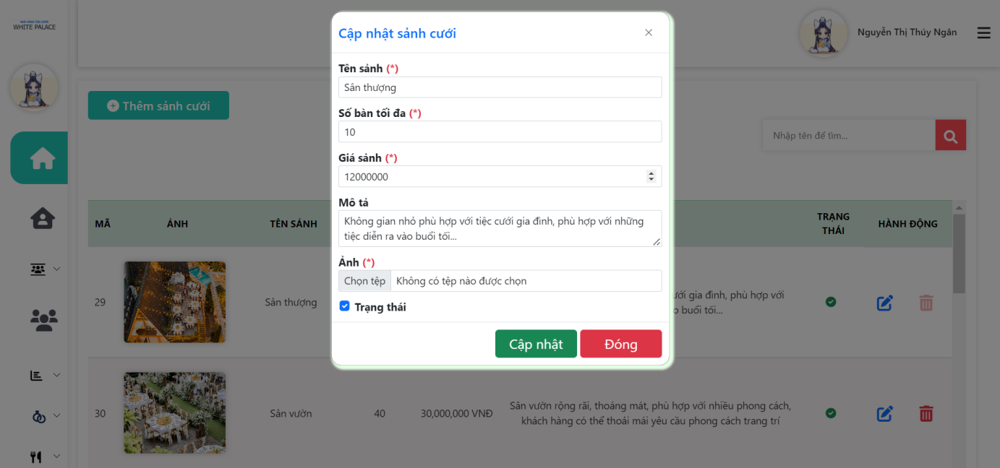 NHÀ HÀNG TIỆC CƯỚI
WHITE PALACE
Nguyễn Thị Thúy Ngân
Thêm sảnh cưới
Nhập tên để tìm...
Cập nhật sảnh cưới
Tên sảnh (*)
Sân thượng
Số bàn tối đa (*)
10
Giá sảnh (*)
12000000
Mô tả
Không gian nhỏ phù hợp với tiệc cưới gia đình, phù hợp với những
tiệc diễn ra vào buổi tối...
Ảnh (*)
Chọn tệp Không có tệp nào được chọn
Trạng thái
Cập nhật Đóng
MÃ ẢNH TÊN SẢNH TRẠNG THÁI HÀNH ĐỘNG
29 Sân thượng gia đình, phù hợp với
buổi tối...
30 Sân vườn 40 30,000,000 VNĐ Sân vườn rộng rãi, thoáng mát, phù hợp với nhiều phong cách,
khách hàng có thể thoải mái yêu cầu phong cách trang trí